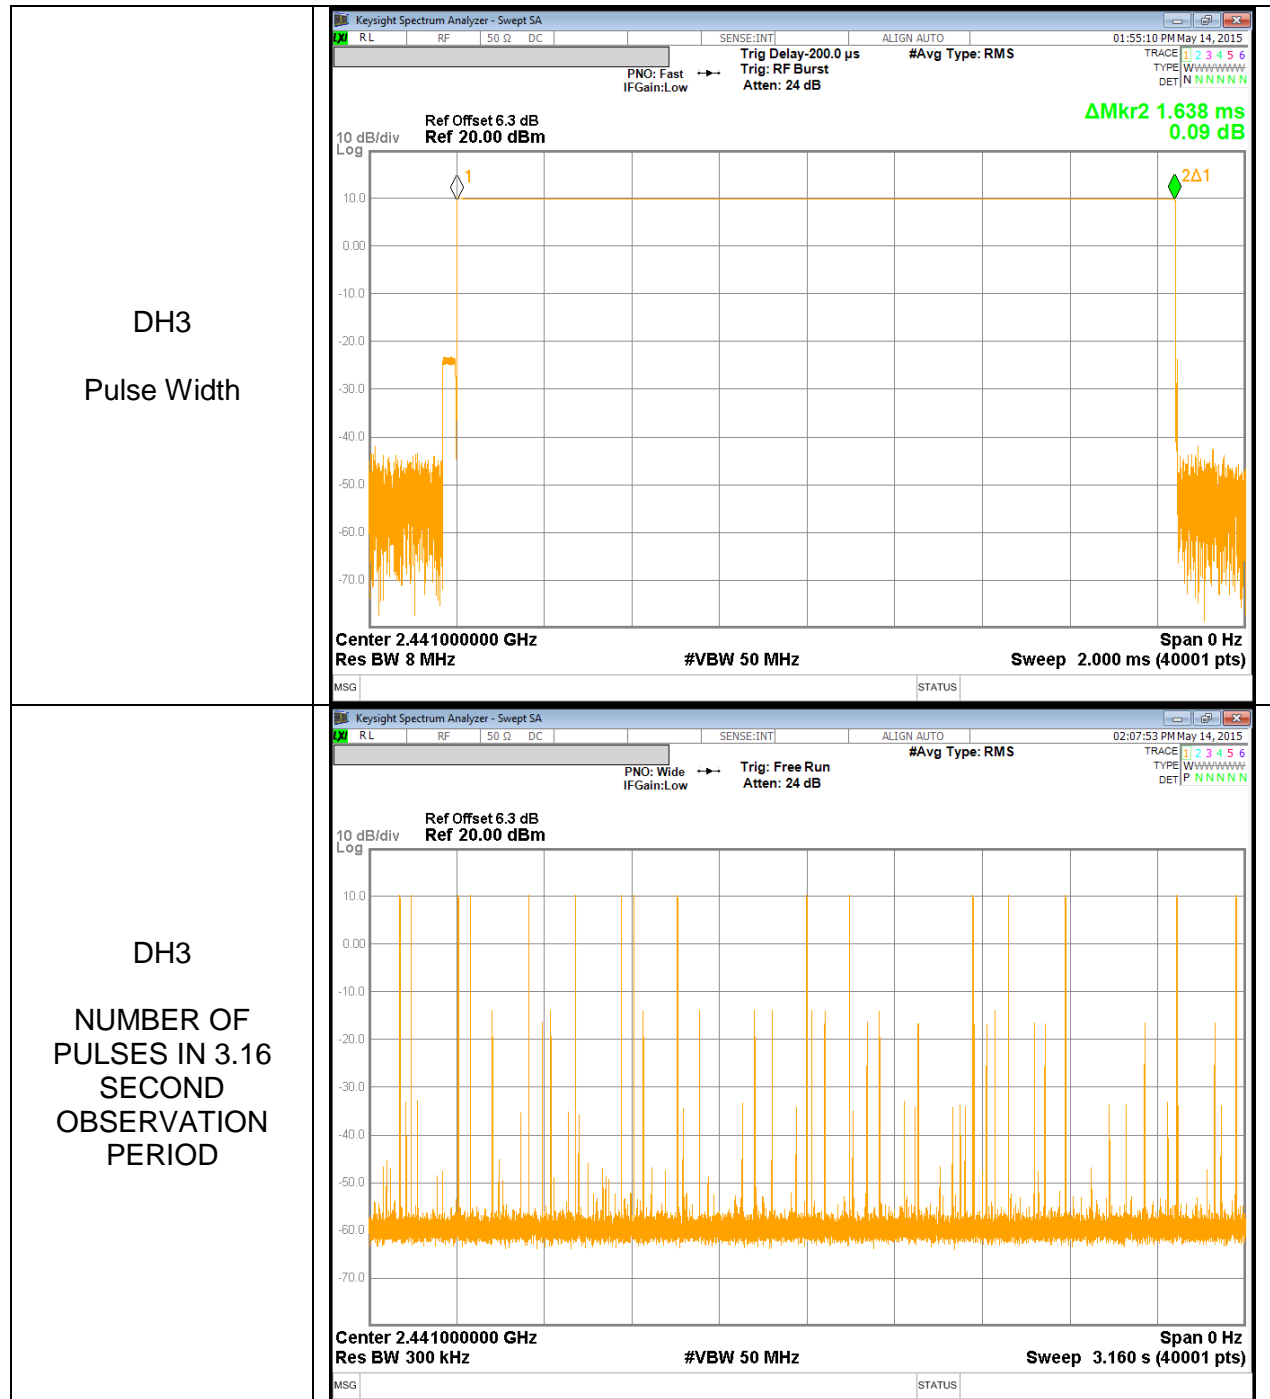 DH3
Pulse Width
Keysight Spectrum Analyzer - Swept SA
LXI RL RF 50 Ω DC SENSE:INT ALIGN AUTO 01:55:10 PM May 14, 2015
Trig Delay-200.0 µs #Avg Type: RMS TRACE 1 2 3 4 5 6
PNO: Fast Trig: RF Burst TYPE WWWWWW
IFGain:Low Atten: 24 dB DET N N N N N N
ΔMkr2 1.638 ms
0.09 dB
Ref Offset 6.3 dB
10 dB/div Ref 20.00 dBm
Log
1
2Δ1
10.0
0.00
-10.0
-20.0
-30.0
-40.0
-50.0
-60.0
-70.0
Center 2.441000000 GHz Span 0 Hz
Res BW 8 MHz #VBW 50 MHz Sweep 2.000 ms (40001 pts)
MSG STATUS
DH3
NUMBER OF
PULSES IN 3.16
SECOND
OBSERVATION
PERIOD
Keysight Spectrum Analyzer - Swept SA
LXI RL RF 50 Ω DC SENSE:INT ALIGN AUTO 02:07:53 PM May 14, 2015
#Avg Type: RMS TRACE 1 2 3 4 5 6
PNO: Wide Trig: Free Run TYPE WWWWWW
IFGain:Low Atten: 24 dB DET P N N N N N
Ref Offset 6.3 dB
10 dB/div Ref 20.00 dBm
Log
10.0
0.00
-10.0
-20.0
-30.0
-40.0
-50.0
-60.0
-70.0
Center 2.441000000 GHz Span 0 Hz
Res BW 300 kHz #VBW 50 MHz Sweep 3.160 s (40001 pts)
MSG STATUS